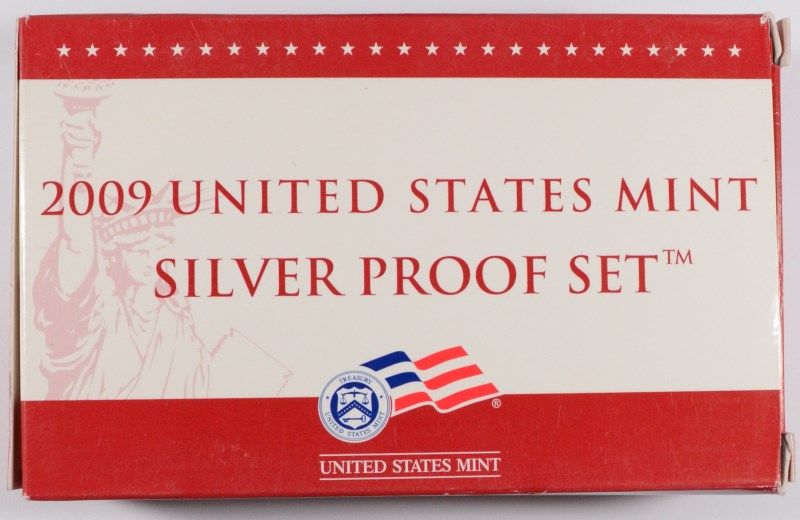 2009 UNITED STATES MINT
SILVER PROOF SET™
TREASURY
UNITED STATES MINT
®
UNITED STATES MINT